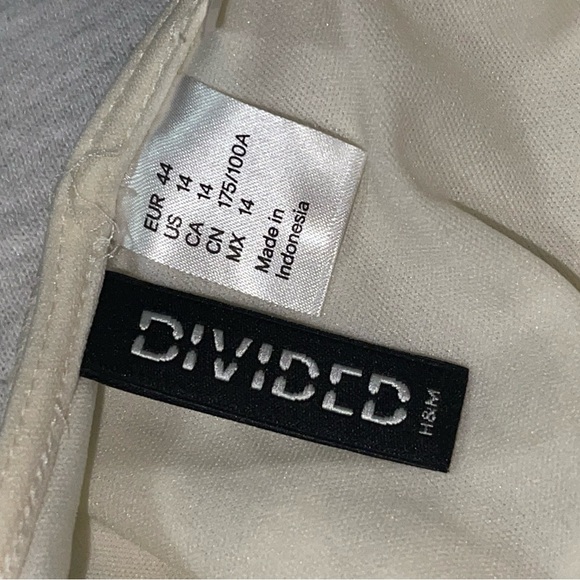 EUR 44
US 14
CA 14
CN 175/100A
MX 14
Made in
Indonesia
DIVIDED
H&M